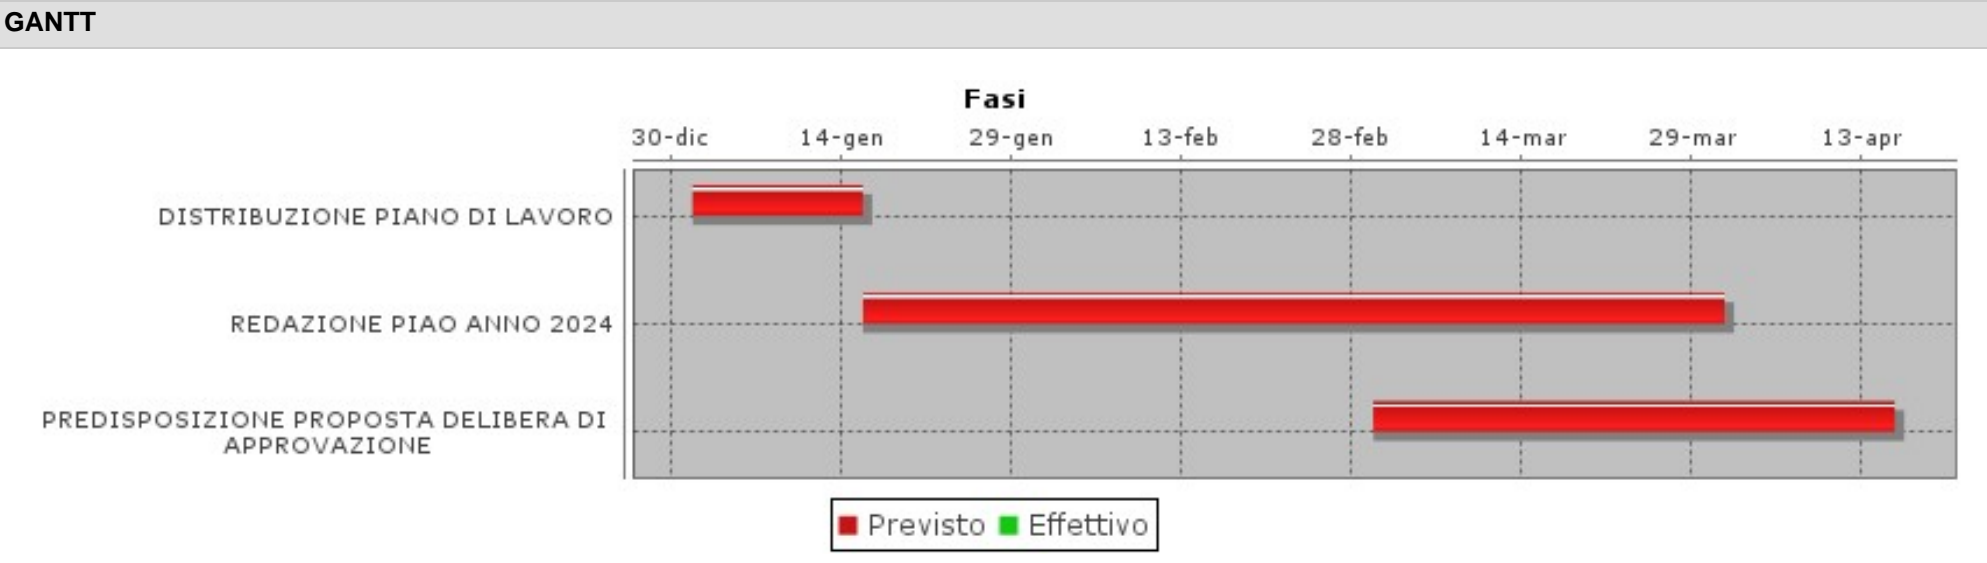 GANTT
Fasi
30-dic 14-gen 29-gen 13-feb 28-feb 14-mar 29-mar 13-apr
DISTRIBUZIONE PIANO DI LAVORO
REDAZIONE PIAO ANNO 2024
PREDISPOSIZIONE PROPOSTA DELIBERA DI
APPROVAZIONE
Previsto Effettivo